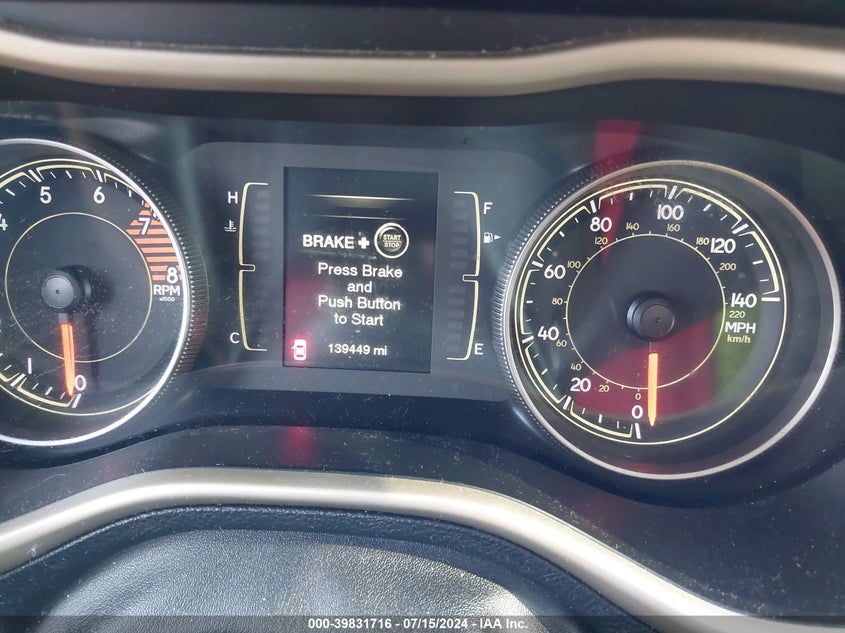 4
5
6
7
8
RPM
x1000
1
0
H
C
BRAKE + START STOP
Press Brake
and
Push Button
to Start
139449 mi
F
E
0
20
40
60
80
100
120
140
MPH
km/h
0
20
40
60
80
100
120
140
160
180
200
220
000-39831716 - 07/15/2024 - IAA Inc.